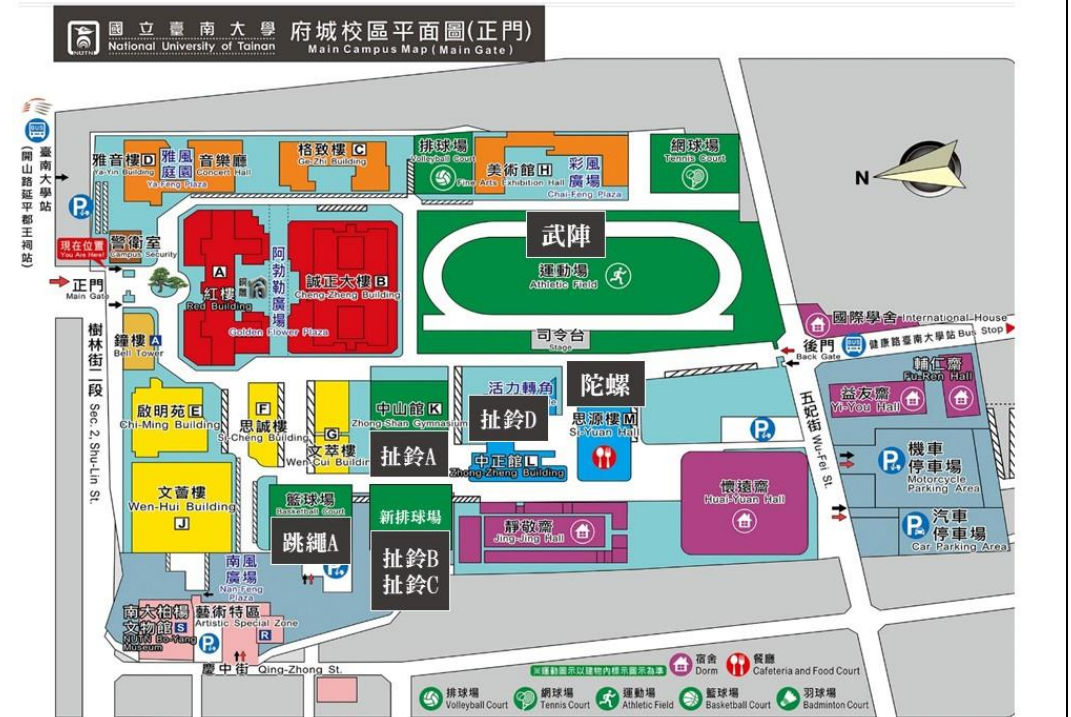 國立臺南大學
National University of Tainan
府城校區平面圖(正門)
Main Campus Map (Main Gate)
BUS
臺南大學站
(開山路延平郡王祠站)
雅音樓 D
Ya-Yin Building
雅風
庭園
Ya-Feng Plaza
音樂廳
Concert Hall
格致樓 C
Ge-Zhi Building
排球場
Volleyball Court
美術館 H
Fine Arts Exhibition Hall
彩風
廣場
Chai-Feng Plaza
網球場
Tennis Court
N
P
警衛室
Campus Security
現在位置
You Are Here!
正門
Main Gate
A
紅樓
Red Building
銅雕
阿勃勒廣場
Golden Flower Plaza
誠正大樓 B
Cheng-Zheng Building
武陣
運動場
Athletic Field
司令台
Stage
國際學舍 International House
後門
Back Gate
BUS
健康路臺南大學站 Bus Stop
鐘樓 A
Bell Tower
樹林街二段 Sec. 2, Shu-Lin St.
啟明苑 E
Chi-Ming Building
F
思誠樓
Si-Cheng Building
G
文萃樓
Wen-Cui Building
中山館 K
Zhong-Shan Gymnasium
扯鈴A
活力轉角
扯鈴D
中正館 L
Zhong-Zheng Building
陀螺
思源樓 M
Si-Yuan Hall
P
五妃街 Wu-Fei St.
輔仁齋
Fu-Ren Hall
益友齋
Yi-You Hall
P
機車
停車場
Motorcycle
Parking Area
P
汽車
停車場
Car Parking Area
文薈樓
Wen-Hui Building
J
籃球場
Basketball Court
跳繩A
新排球場
扯鈴B
扯鈴C
靜敬齋
Jing-Jing Hall
懷遠齋
Huai-Yuan Hall
南風
廣場
Nan-Feng
Plaza
南大柏楊
文物館 S
NUTN Bo-Yang
Museum
藝術特區
Artistic Special Zone
R
P
慶中街 Qing-Zhong St.
※運動圖示以建物內標示圖示為準
宿舍
Dorm
餐廳
Cafeteria and Food Court
排球場
Volleyball Court
網球場
Tennis Court
運動場
Athletic Field
籃球場
Basketball Court
羽球場
Badminton Court